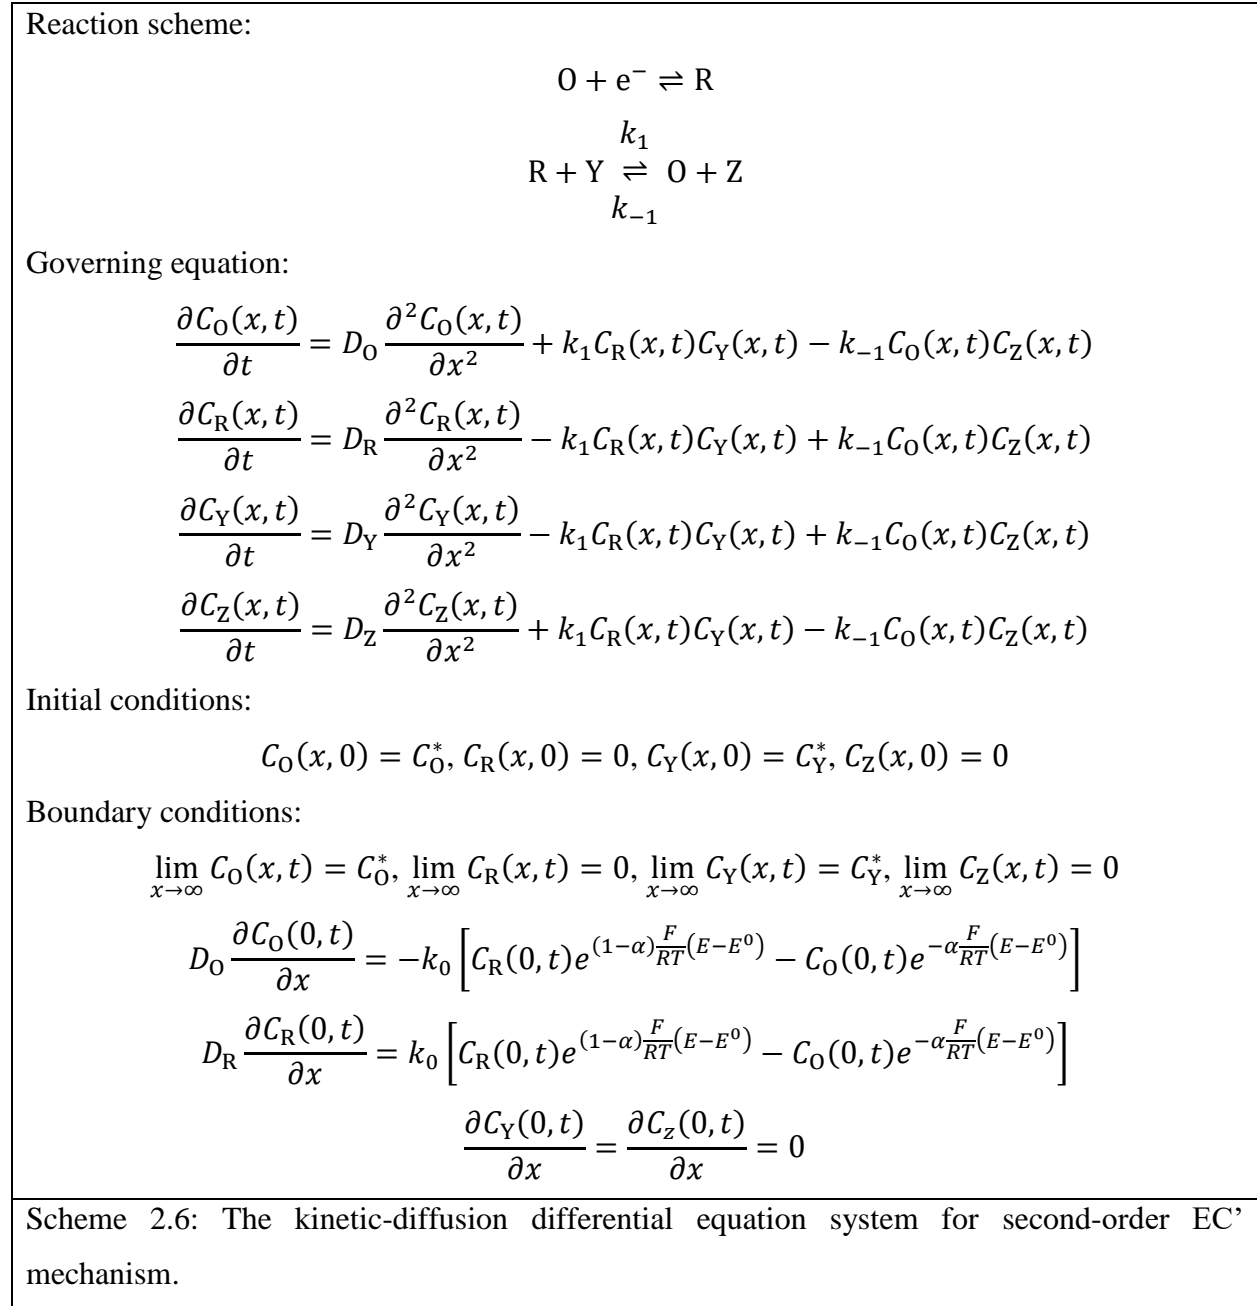 Reaction scheme:
O + e⁻ ⇌ R
k₁
R + Y ⇌ O + Z
k₋₁
Governing equation:
∂C_O(x, t)/∂t = D_O ∂²C_O(x, t)/∂x² + k₁C_R(x, t)C_Y(x, t) − k₋₁C_O(x, t)C_Z(x, t)
∂C_R(x, t)/∂t = D_R ∂²C_R(x, t)/∂x² − k₁C_R(x, t)C_Y(x, t) + k₋₁C_O(x, t)C_Z(x, t)
∂C_Y(x, t)/∂t = D_Y ∂²C_Y(x, t)/∂x² − k₁C_R(x, t)C_Y(x, t) + k₋₁C_O(x, t)C_Z(x, t)
∂C_Z(x, t)/∂t = D_Z ∂²C_Z(x, t)/∂x² + k₁C_R(x, t)C_Y(x, t) − k₋₁C_O(x, t)C_Z(x, t)
Initial conditions:
C_O(x, 0) = C_O^*, C_R(x, 0) = 0, C_Y(x, 0) = C_Y^*, C_Z(x, 0) = 0
Boundary conditions:
lim_{x→∞} C_O(x, t) = C_O^*, lim_{x→∞} C_R(x, t) = 0, lim_{x→∞} C_Y(x, t) = C_Y^*, lim_{x→∞} C_Z(x, t) = 0
D_O ∂C_O(0, t)/∂x = −k₀ [C_R(0, t)e^{(1−α)F/RT(E−E⁰)} − C_O(0, t)e^{−αF/RT(E−E⁰)}]
D_R ∂C_R(0, t)/∂x = k₀ [C_R(0, t)e^{(1−α)F/RT(E−E⁰)} − C_O(0, t)e^{−αF/RT(E−E⁰)}]
∂C_Y(0, t)/∂x = ∂C_z(0, t)/∂x = 0
Scheme 2.6: The kinetic-diffusion differential equation system for second-order EC’
mechanism.